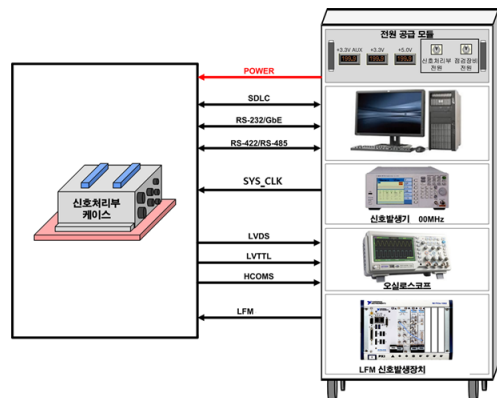 전원 공급 모듈
+3.3V AUX. +3.3V +5.0V
신호처리부 전원
점검장비 전원
POWER
SDLC
RS-232/GbE
RS-422/RS-485
SYS_CLK
신호처리부
케이스
신호발생기 00MHz
LVDS
LVTTL
HCOMS
오실로스코프
LFM
LFM 신호발생장치